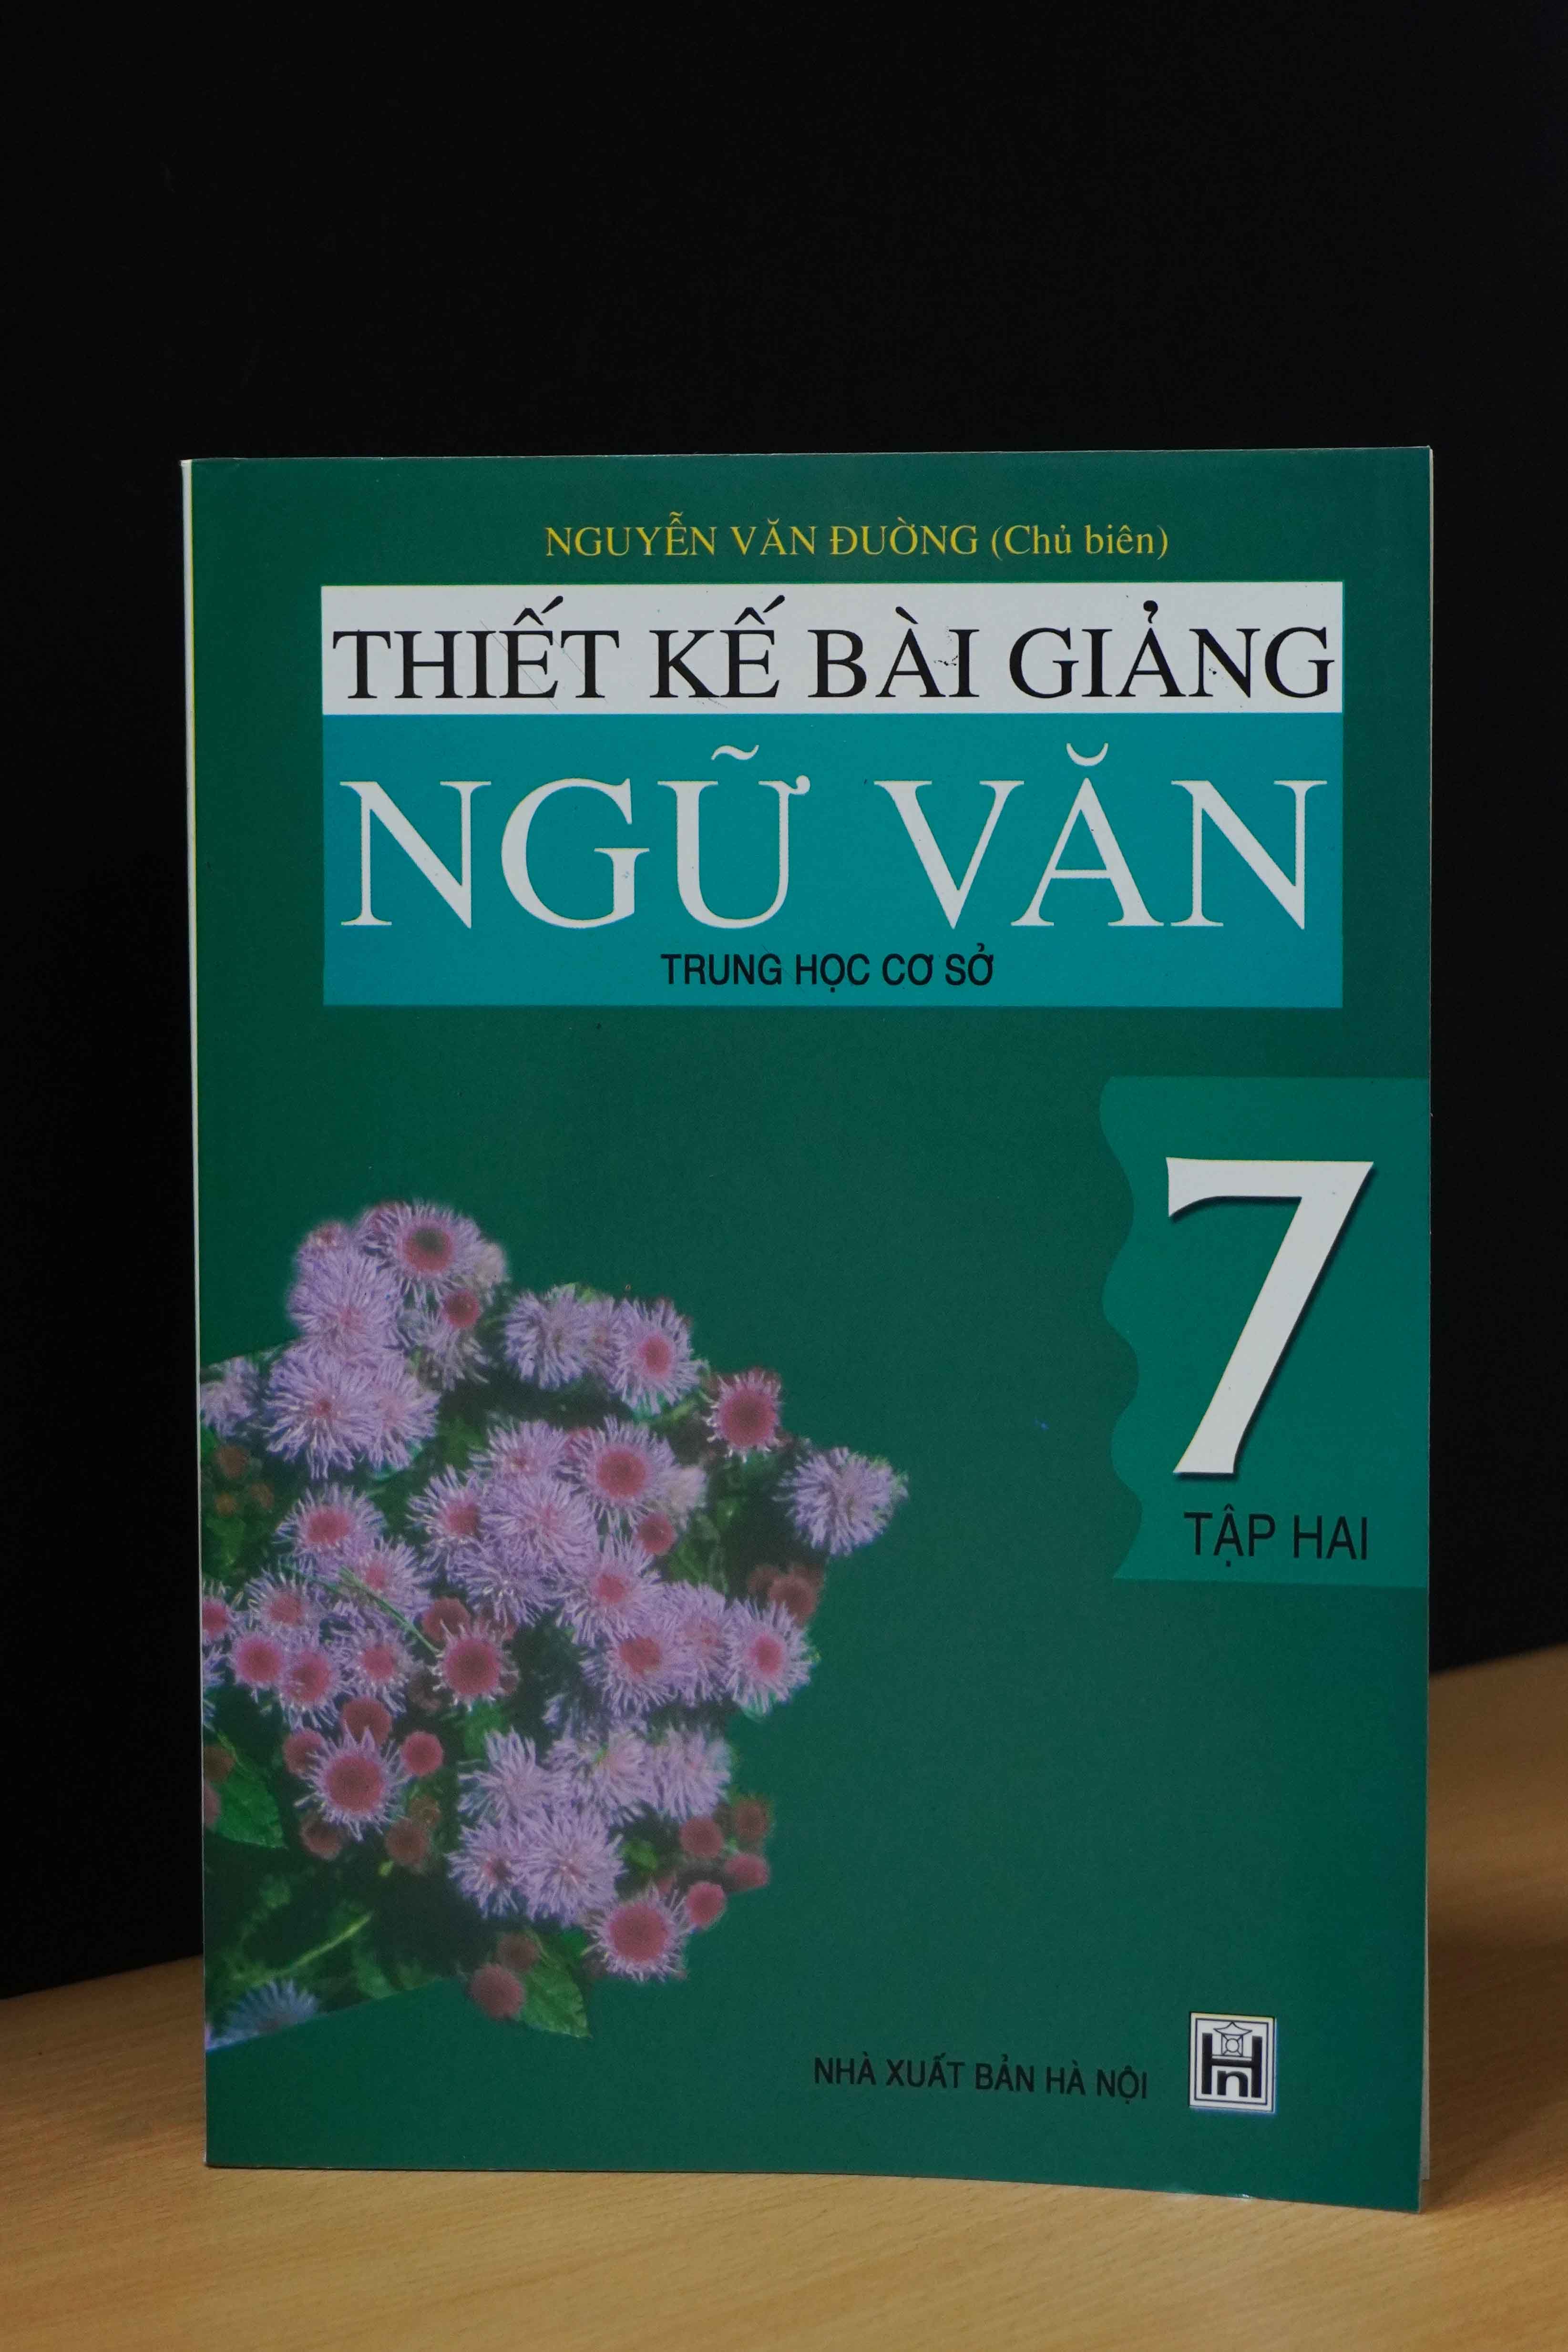 NGUYỄN VĂN ĐƯỜNG (Chủ biên)
THIẾT KẾ BÀI GIẢNG
NGỮ VĂN
TRUNG HỌC CƠ SỞ
7
TẬP HAI
NHÀ XUẤT BẢN HÀ NỘI
Hn